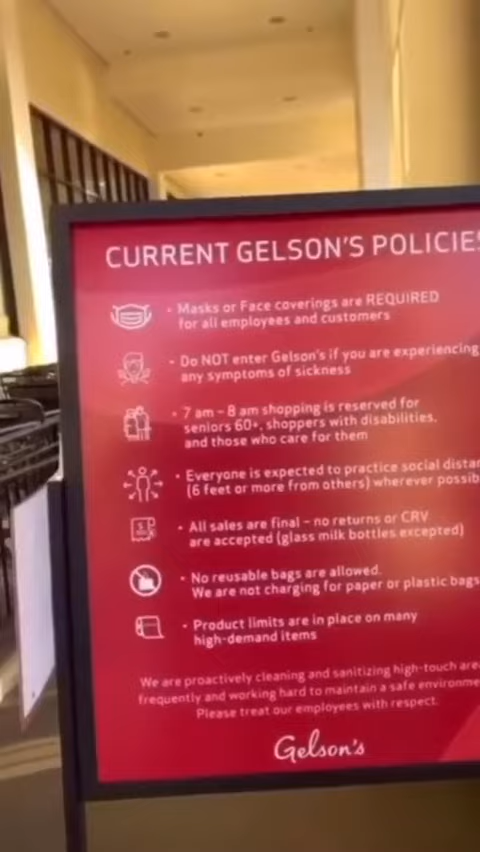 CURRENT GELSON'S POLICIES
• Masks or Face coverings are REQUIRED
for all employees and customers
• Do NOT enter Gelson's if you are experiencing
any symptoms of sickness
• 7 am – 8 am shopping is reserved for
seniors 60+, shoppers with disabilities,
and those who care for them
• Everyone is expected to practice social distan
(6 feet or more from others) wherever possib
• All sales are final – no returns or CRV
are accepted (glass milk bottles excepted)
• No reusable bags are allowed.
We are not charging for paper or plastic bags
• Product limits are in place on many
high-demand items
We are proactively cleaning and sanitizing high-touch area
frequently and working hard to maintain a safe environme
Please treat our employees with respect.
Gelson's